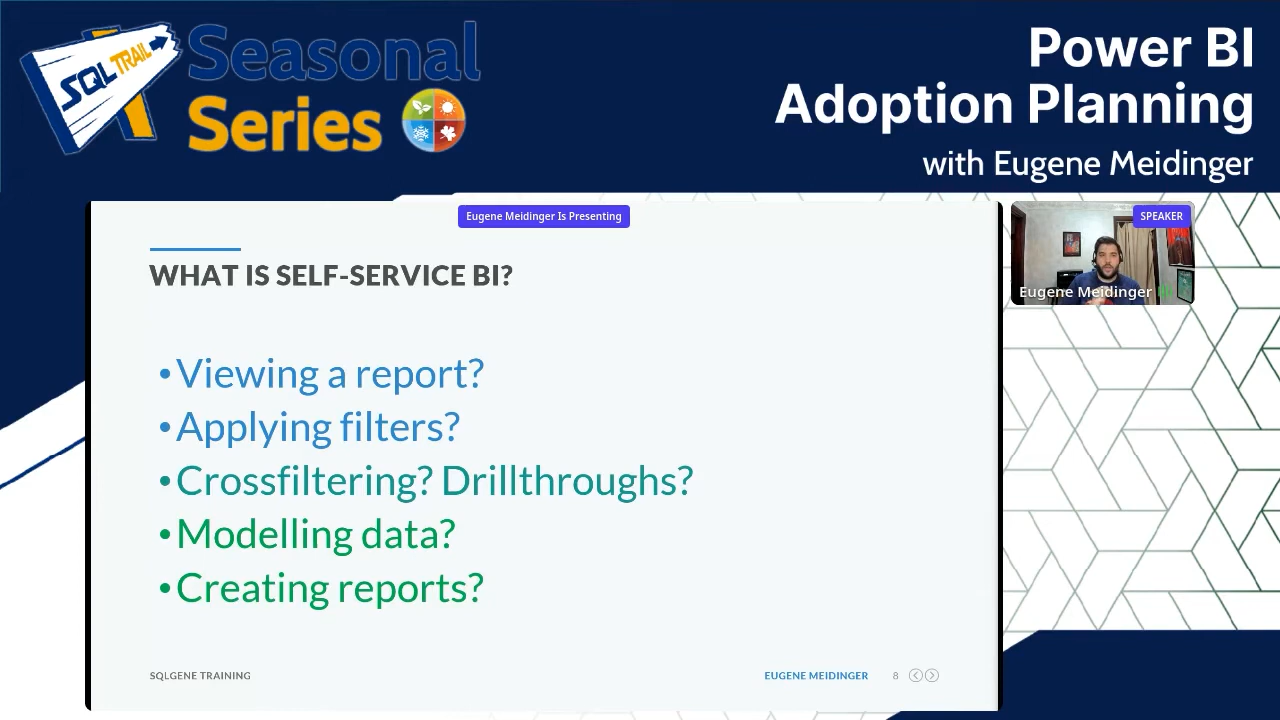 SQL TRAIL
Seasonal
Series
Power BI
Adoption Planning
with Eugene Meidinger
Eugene Meidinger Is Presenting
SPEAKER
Eugene Meidinger
WHAT IS SELF-SERVICE BI?
•Viewing a report?
•Applying filters?
•Crossfiltering? Drillthroughs?
•Modelling data?
•Creating reports?
SQLGENE TRAINING
EUGENE MEIDINGER
8